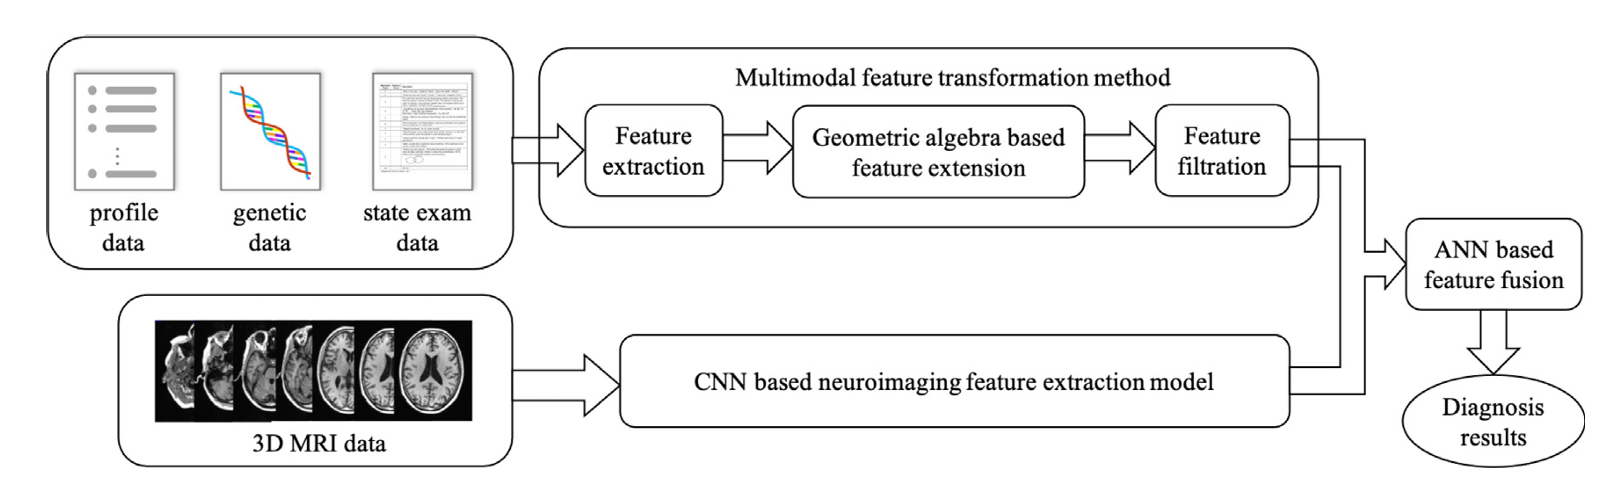 profile
data
genetic
data
state exam
data
Multimodal feature transformation method
Feature
extraction
Geometric algebra based
feature extension
Feature
filtration
ANN based
feature fusion
Diagnosis
results
3D MRI data
CNN based neuroimaging feature extraction model